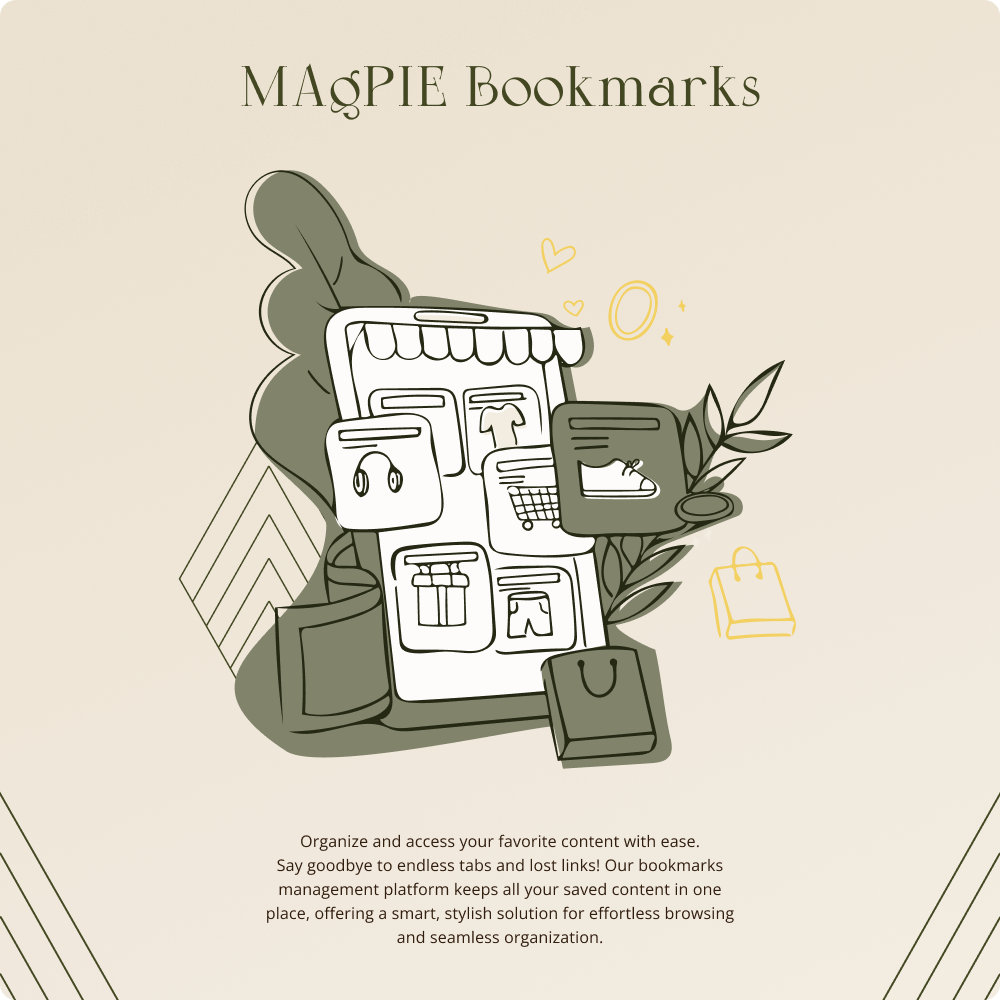 MAgPIE Bookmarks
Organize and access your favorite content with ease.
Say goodbye to endless tabs and lost links! Our bookmarks
management platform keeps all your saved content in one
place, offering a smart, stylish solution for effortless browsing
and seamless organization.